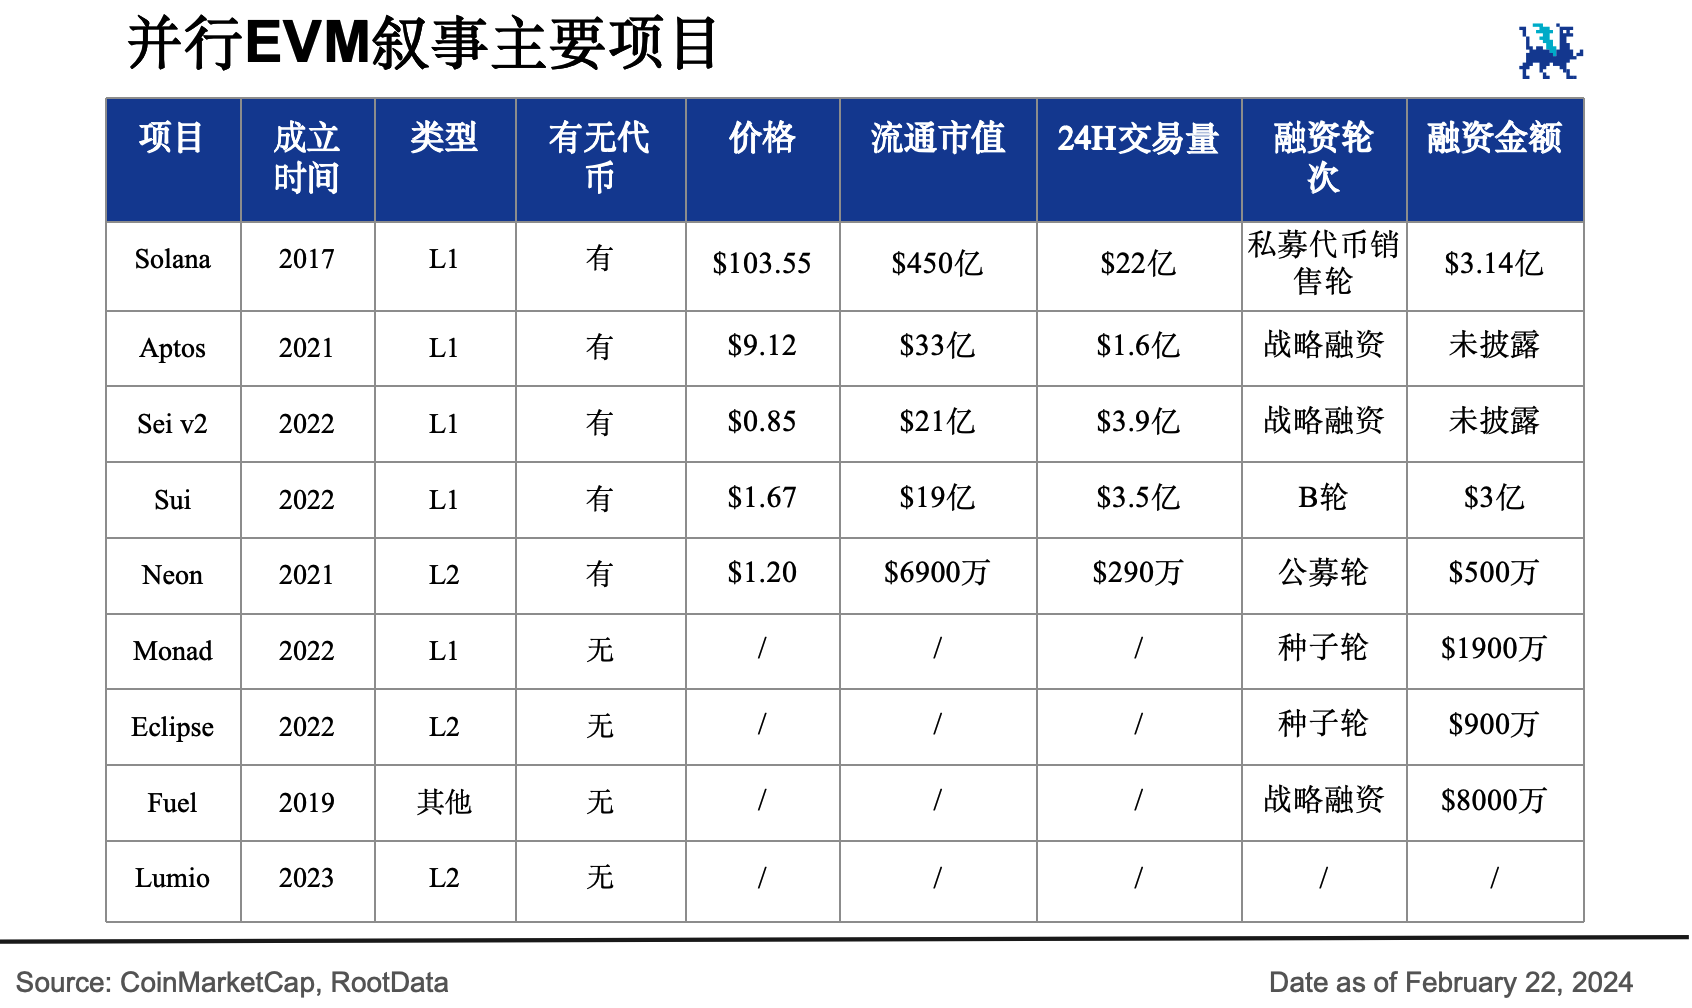 并行EVM叙事主要项目
项目 成立时间 类型 有无代币 价格 流通市值 24H交易量 融资轮次 融资金额
Solana 2017 L1 有 $103.55 $450亿 $22亿 私募代币销售轮 $3.14亿
Aptos 2021 L1 有 $9.12 $33亿 $1.6亿 战略融资 未披露
Sei v2 2022 L1 有 $0.85 $21亿 $3.9亿 战略融资 未披露
Sui 2022 L1 有 $1.67 $19亿 $3.5亿 B轮 $3亿
Neon 2021 L2 有 $1.20 $6900万 $290万 公募轮 $500万
Monad 2022 L1 无 / / / 种子轮 $1900万
Eclipse 2022 L2 无 / / / 种子轮 $900万
Fuel 2019 其他 无 / / / 战略融资 $8000万
Lumio 2023 L2 无 / / / / /
Source: CoinMarketCap, RootData
Date as of February 22, 2024